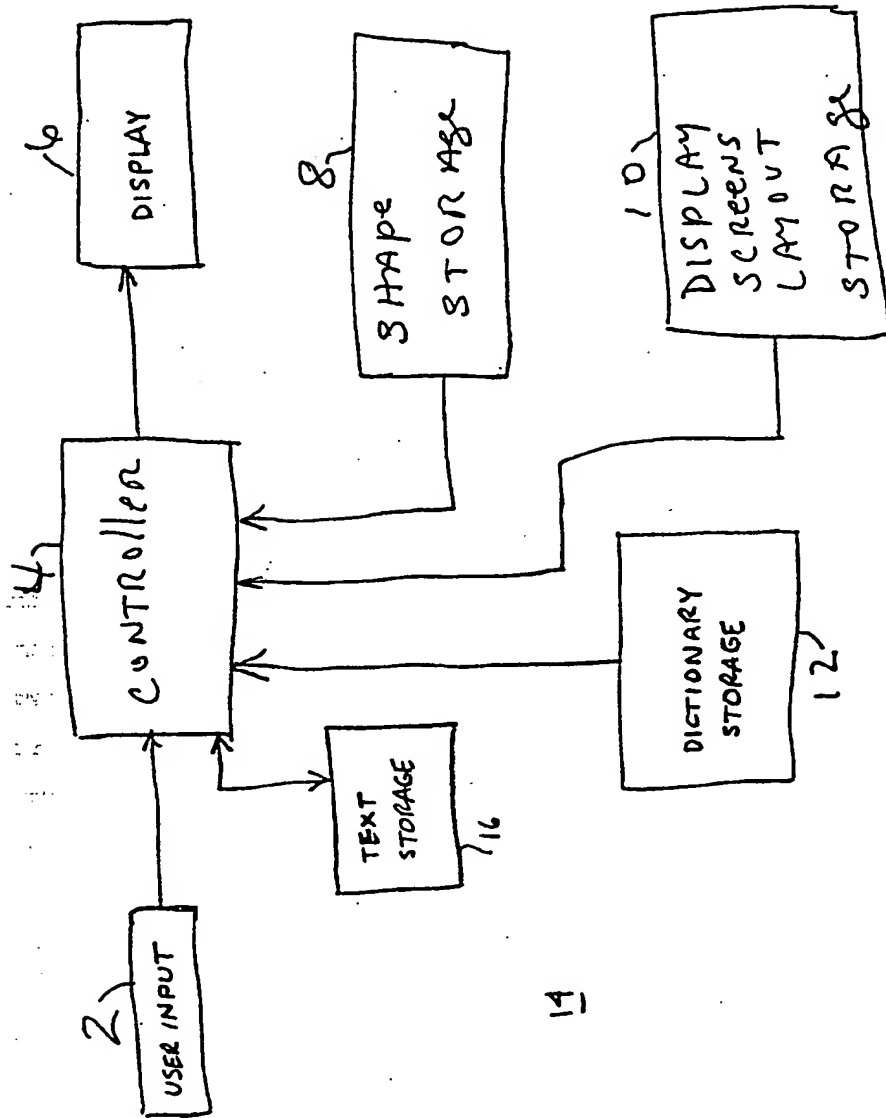 2
USER INPUT
4
CONTROller
6
DISPLAY
8
SHApe
STORAge
10
DISPLAY
SCReeNS
LAYOUT
STORAge
TEXT
STORAGE
16
DICTIONARY
STORAGE
12
14